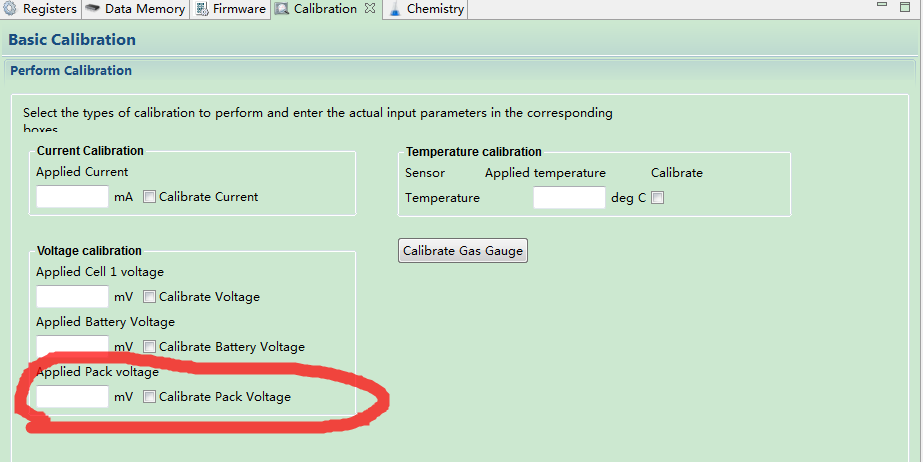 Registers Data Memory Firmware Calibration Chemistry
Basic Calibration
Perform Calibration
Select the types of calibration to perform and enter the actual input parameters in the corresponding
boxes
Current Calibration
Applied Current
mA Calibrate Current
Temperature calibration
Sensor Applied temperature Calibrate
Temperature deg C
Voltage calibration
Applied Cell 1 voltage
mV Calibrate Voltage
Applied Battery Voltage
mV Calibrate Battery Voltage
Applied Pack voltage
mV Calibrate Pack Voltage
Calibrate Gas Gauge